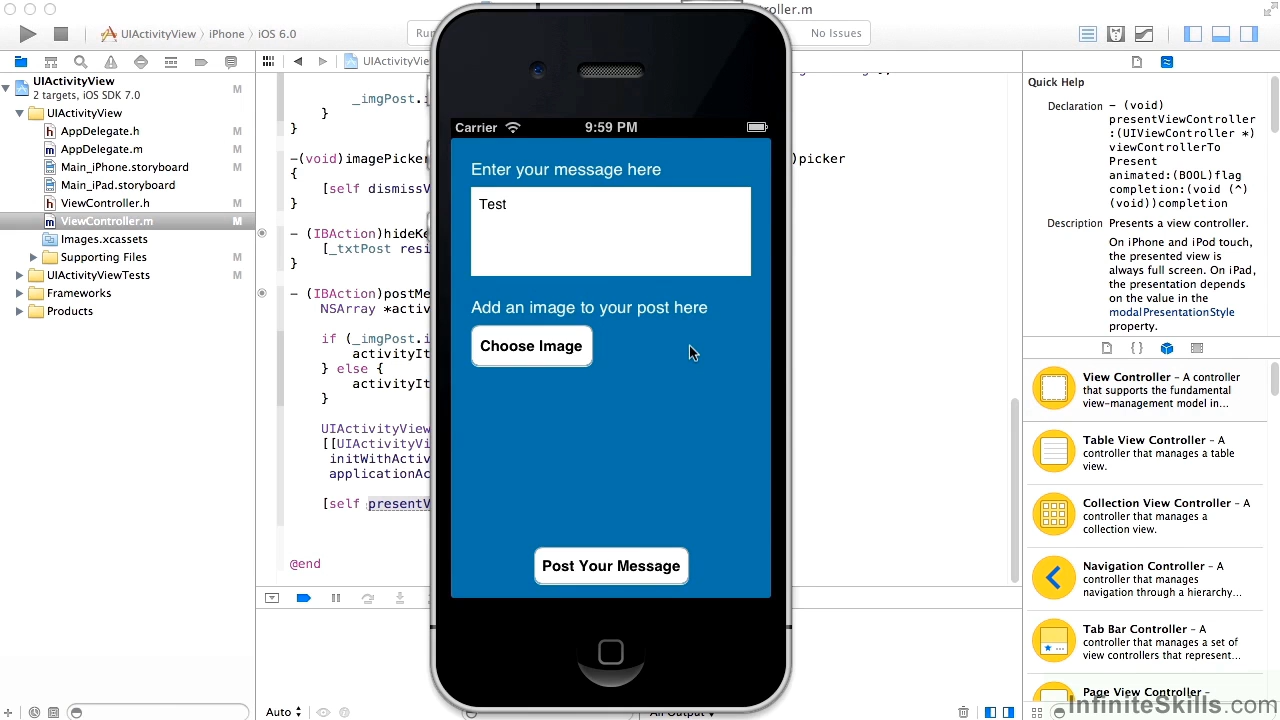 roller.m
UIActivityView
iPhone
iOS 6.0
Run
No Issues
UIActivityView
UIActivityView
2 targets, iOS SDK 7.0
M
UIActivityView
AppDelegate.h
M
AppDelegate.m
M
Main_iPhone.storyboard
M
Main_iPad.storyboard
M
ViewController.h
M
ViewController.m
M
Images.xcassets
Supporting Files
M
UIActivityViewTests
M
Frameworks
Products
_imgPost.i
}
}
-(void)imagePicker
)picker
{
[self dismissV
}
- (IBAction)hideKe
[_txtPost resi
}
- (IBAction)postMe
NSArray *activ
if (_imgPost.i
activityIt
} else {
activityIt
}
UIActivityView
[[UIActivityVi
initWithActiv
applicationAc
[self presentV
@end
Carrier
9:59 PM
Enter your message here
Test
Add an image to your post here
Choose Image
Post Your Message
Quick Help
Declaration
- (void)
presentViewController
:(UIViewController *)
viewControllerTo
Present
animated:(BOOL)flag
completion:(void (^)
(void))completion
Description
Presents a view controller.
On iPhone and iPod touch,
the presented view is
always full screen. On iPad,
the presentation depends
on the value in the
modalPresentationStyle
property.
View Controller - A controller
that supports the fundamental
view-management model in...
Table View Controller - A
controller that manages a table
view.
Collection View Controller - A
controller that manages a
collection view.
Navigation Controller - A
controller that manages
navigation through a hierarchy...
Tab Bar Controller - A
controller that manages a set of
view controllers that represent...
Page View Controller -
Auto
All Output
InfiniteSkills.com